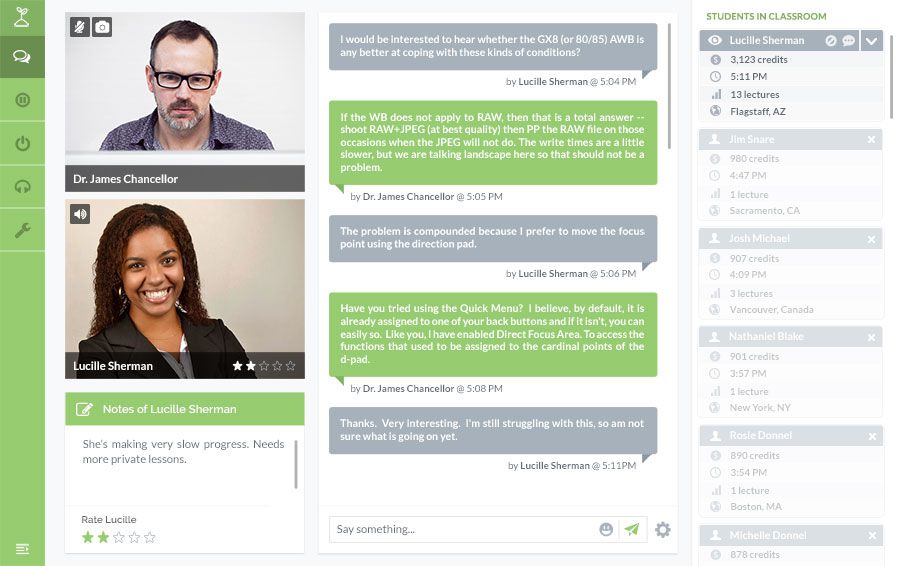 Dr. James Chancellor
Lucille Sherman
Notes of Lucille Sherman
She's making very slow progress. Needs
more private lessons.
Rate Lucille
I would be interested to hear whether the GX8 (or 80/85) AWB is
any better at coping with these kinds of conditions?
by Lucille Sherman @ 5:04 PM
If the WB does not apply to RAW, then that is a total answer --
shoot RAW+JPEG (at best quality) then PP the RAW file on those
occasions when the JPEG will not do. The write times are a little
slower, but we are talking landscape here so that should not be a
problem.
by Dr. James Chancellor @ 5:05 PM
The problem is compounded because I prefer to move the focus
point using the direction pad.
by Lucille Sherman @ 5:06 PM
Have you tried using the Quick Menu? I believe, by default, it is
already assigned to one of your back buttons and if it isn't, you can
easily so. Like you, I have enabled Direct Focus Area. To access the
functions that used to be assigned to the cardinal points of the
d-pad.
by Dr. James Chancellor @ 5:08 PM
Thanks. Very interesting. I'm still struggling with this, so am not
sure what is going on yet.
by Lucille Sherman @ 5:11PM
Say something...
STUDENTS IN CLASSROOM
Lucille Sherman
3,123 credits
5:11 PM
13 lectures
Flagstaff, AZ
Jim Snare
980 credits
4:47 PM
1 lecture
Sacramento, CA
Josh Michael
907 credits
4:09 PM
3 lectures
Vancouver, Canada
Nathaniel Blake
901 credits
3:57 PM
1 lecture
New York, NY
Rosie Donnel
890 credits
3:54 PM
1 lecture
Boston, MA
Michelle Donnel
878 credits